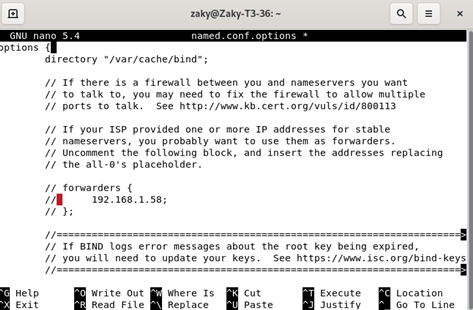 zaky@Zaky-T3-36: ~
GNU nano 5.4 named.conf.options *
options {
directory "/var/cache/bind";
// If there is a firewall between you and nameservers you want
// to talk to, you may need to fix the firewall to allow multiple
// ports to talk. See http://www.kb.cert.org/vuls/id/800113
// If your ISP provided one or more IP addresses for stable
// nameservers, you probably want to use them as forwarders.
// Uncomment the following block, and insert the addresses replacing
// the all-0's placeholder.
// forwarders {
// 192.168.1.58;
// };
//========================================================================>
// If BIND logs error messages about the root key being expired,
// you will need to update your keys. See https://www.isc.org/bind-keys
//========================================================================>
^G Help ^O Write Out ^W Where Is ^K Cut ^T Execute ^C Location
^X Exit ^R Read File ^\ Replace ^U Paste ^J Justify ^_ Go To Line